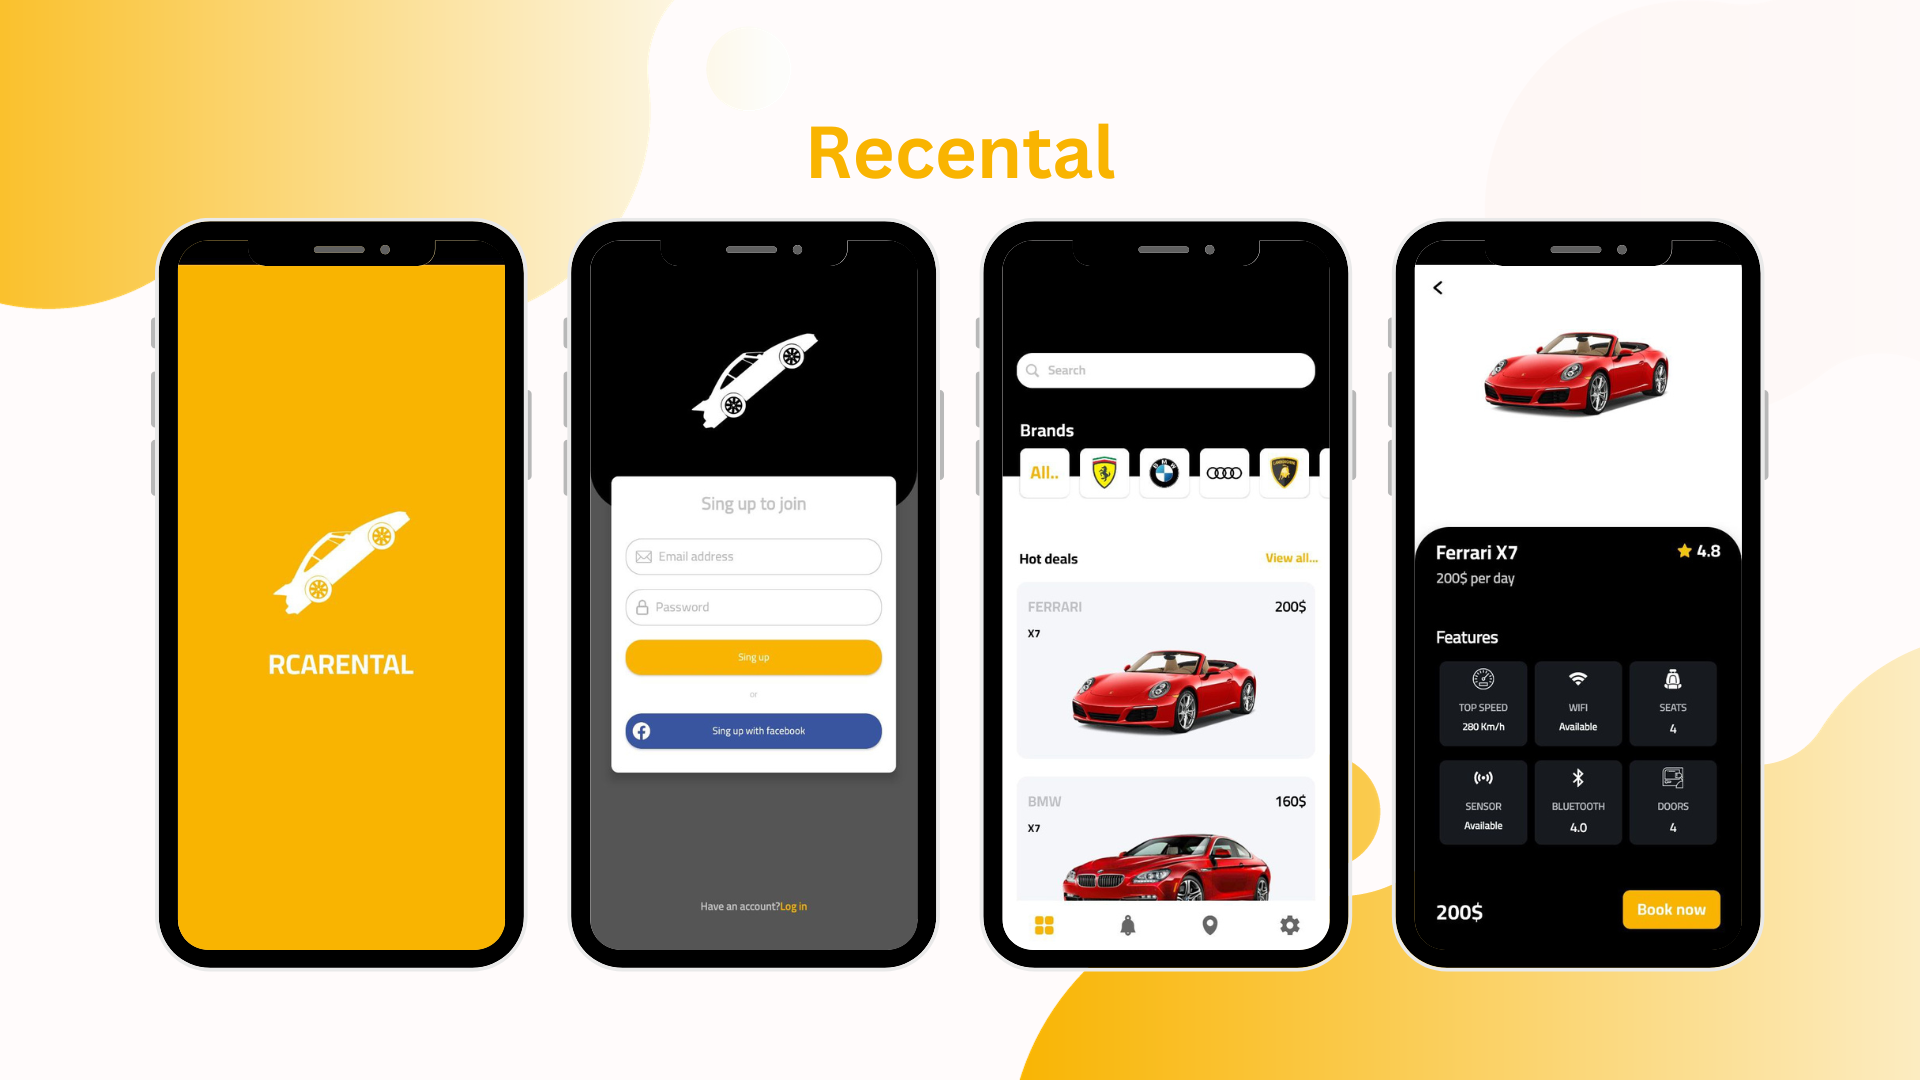 Recental
RCARENTAL
Sing up to join
Email address
Password
Sing up
or
Sing up with facebook
Have an account?Log in
Search
Brands
All..
Hot deals
View all...
FERRARI
200$
X7
BMW
160$
X7
Ferrari X7
4.8
200$ per day
Features
TOP SPEED
280 Km/h
WIFI
Available
SEATS
4
SENSOR
Available
BLUETOOTH
4.0
DOORS
4
200$
Book now